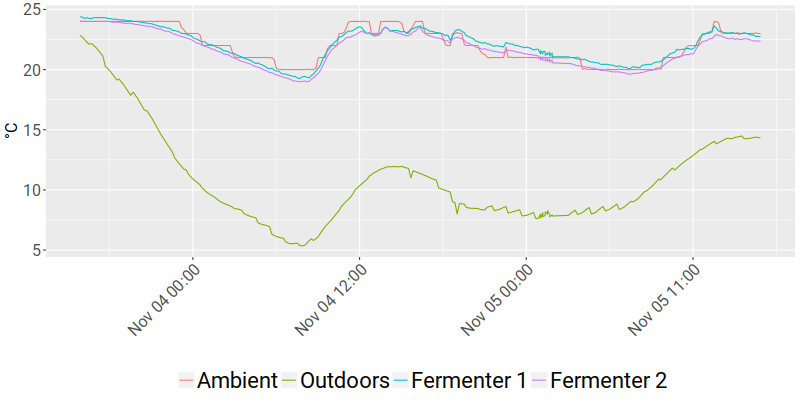 25
20
15
10
5
°C
Nov 04 00:00
Nov 04 12:00
Nov 05 00:00
Nov 05 11:00
Ambient Outdoors Fermenter 1 Fermenter 2